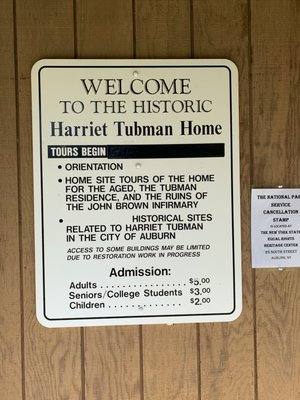 WELCOME
TO THE HISTORIC
Harriet Tubman Home
TOURS BEGIN
• ORIENTATION
• HOME SITE TOURS OF THE HOME
FOR THE AGED, THE TUBMAN
RESIDENCE, AND THE RUINS OF
THE JOHN BROWN INFIRMARY
• HISTORICAL SITES
RELATED TO HARRIET TUBMAN
IN THE CITY OF AUBURN
ACCESS TO SOME BUILDINGS MAY BE LIMITED
DUE TO RESTORATION WORK IN PROGRESS
Admission:
Adults ............... $5.00
Seniors/College Students $3.00
Children ............. $2.00
THE NATIONAL PARK
SERVICE
CANCELLATION
STAMP
IS LOCATED AT
THE NEW YORK STATE
EQUAL RIGHTS
HERITAGE CENTER
25 SOUTH STREET
AUBURN, NY